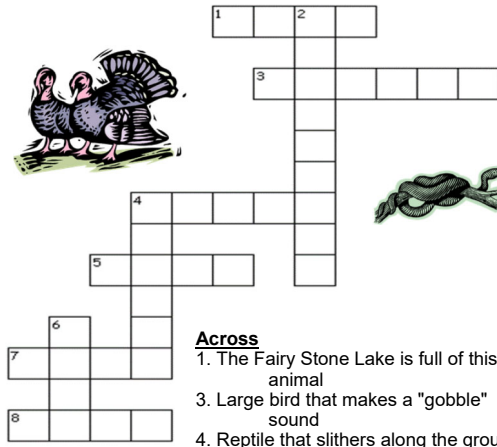 1 2
3
4
5
6
7
8
Across
1. The Fairy Stone Lake is full of this
animal
3. Large bird that makes a "gobble"
sound